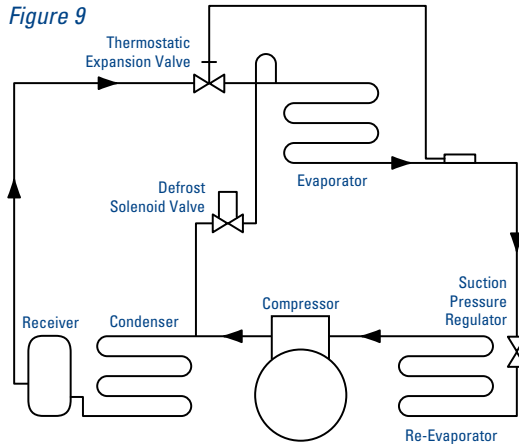 Figure 9
Thermostatic
Expansion Valve
Evaporator
Defrost
Solenoid Valve
Suction
Pressure
Regulator
Compressor
Receiver
Condenser
Re-Evaporator